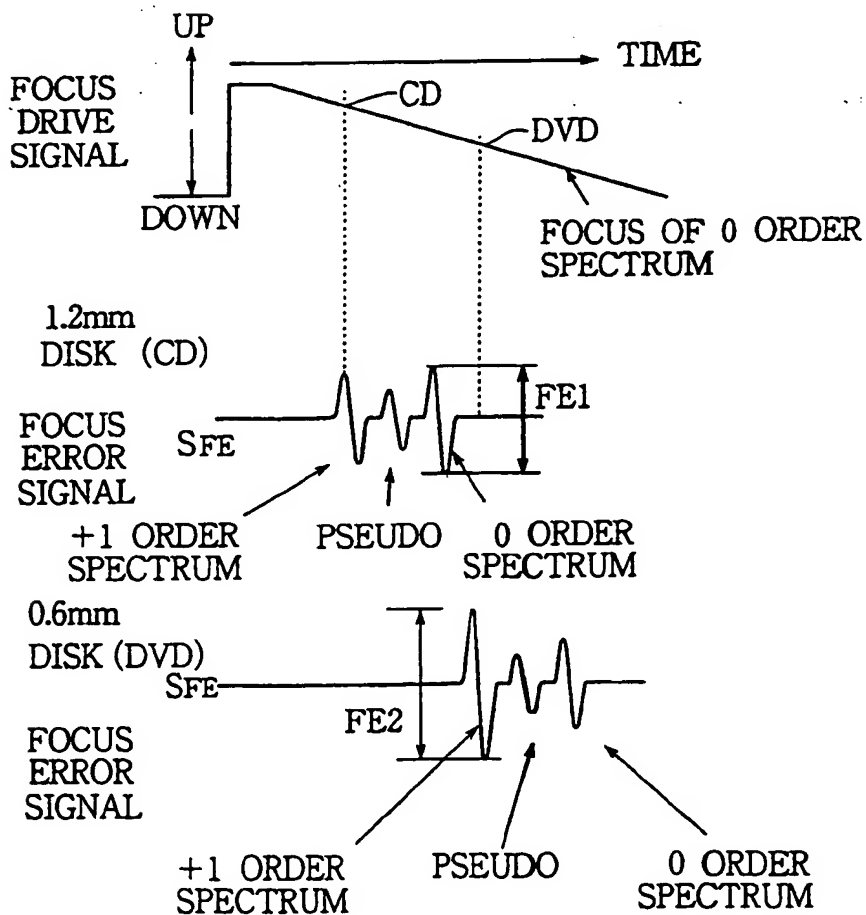 UP
TIME
FOCUS
DRIVE
SIGNAL
CD
DVD
DOWN
FOCUS OF 0 ORDER
SPECTRUM
1.2mm
DISK (CD)
FE1
FOCUS
ERROR
SIGNAL
SFE
+1 ORDER
SPECTRUM
PSEUDO
0 ORDER
SPECTRUM
0.6mm
DISK (DVD)
SFE
FE2
FOCUS
ERROR
SIGNAL
+1 ORDER
SPECTRUM
PSEUDO
0 ORDER
SPECTRUM